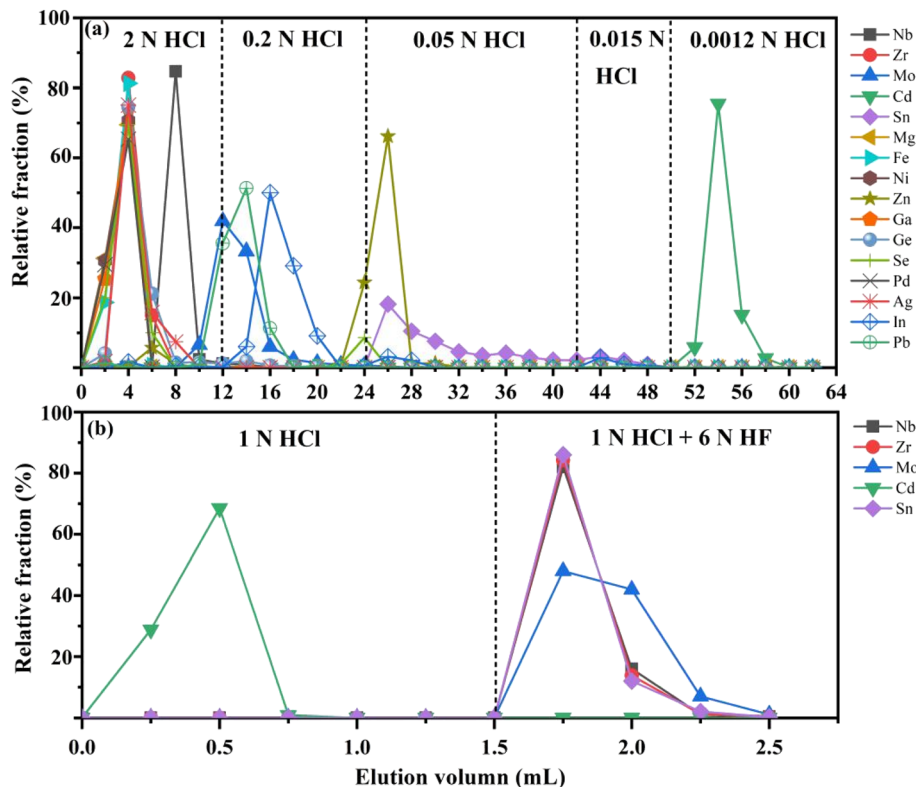 (a)
2 N HCl
0.2 N HCl
0.05 N HCl
0.015 N
HCl
0.0012 N HCl
Relative fraction (%)
100
80
60
40
20
0 4 8 12 16 20 24 28 32 36 40 44 48 52 56 60 64
Nb
Zr
Mo
Cd
Sn
Mg
Fe
Ni
Zn
Ga
Ge
Se
Pd
Ag
In
Pb
(b)
1 N HCl
1 N HCl + 6 N HF
Relative fraction (%)
100
80
60
40
20
0.0 0.5 1.0 1.5 2.0 2.5
Elution volumn (mL)
Nb
Zr
Mo
Cd
Sn